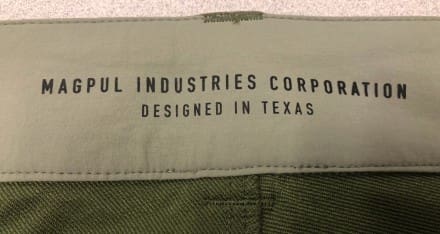 MAGPUL INDUSTRIES CORPORATION
DESIGNED IN TEXAS